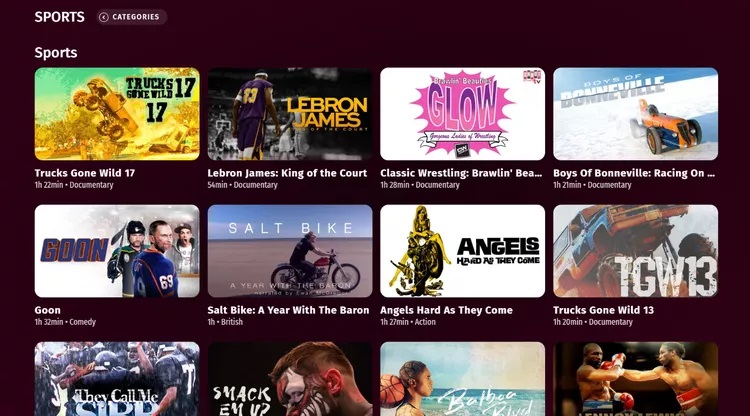 SPORTS
CATEGORIES
Sports
TRUCKS
GONE WILD 17
17
LEBRON
JAMES
KING OF THE COURT
Brawlin' Beauties
GLOW
Gorgeous Ladies of Wrestling
BOYS OF
BONNEVILLE
Trucks Gone Wild 17
1h 22min • Documentary
Lebron James: King of the Court
54min • Documentary
Classic Wrestling: Brawlin' Bea...
1h 28min • Documentary
Boys Of Bonneville: Racing On ...
1h 21min • Documentary
GOON
69
SALT BIKE
A YEAR WITH THE BARON
narrated by Ewan McGregor
ANGELS
HARD AS THEY COME
TGW13
Goon
1h 32min • Comedy
Salt Bike: A Year With The Baron
1h • British
Angels Hard As They Come
1h 27min • Action
Trucks Gone Wild 13
1h 20min • Documentary
They Call Me
SIRR
SMACK
EM UP
Balboa
Blvd
LENNOX LEWIS